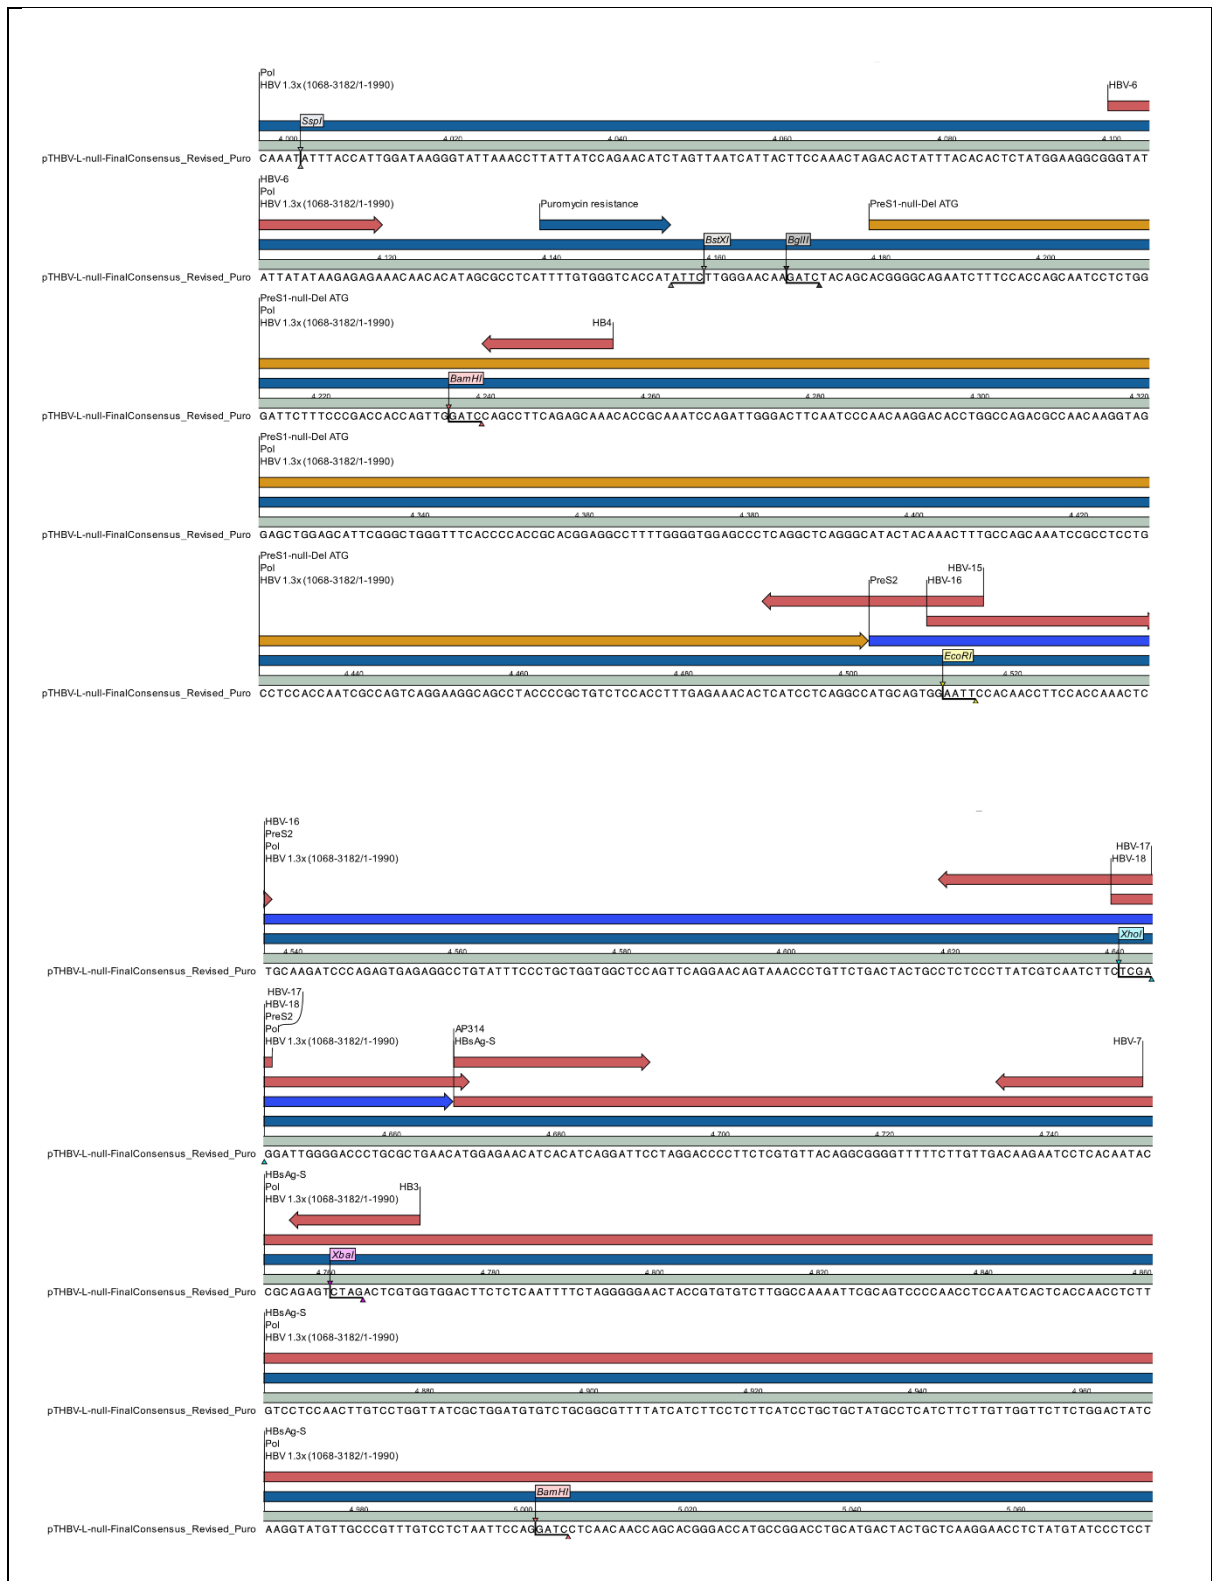 Pol
HBV 1.3x (1068-3182/1-1990)
HBV-6
SspI
4.000 4.020 4.040 4.060 4.080 4.100
pTHBV-L-null-FinalConsensus_Revised_Puro CAAATATTTACCATTGGATAAGGGTATTAAACCTTATTATCCAGAACATCTAGTTAATCATTACTTCCAAACTAGACACTATTTACACACTCTATGGAAGGCGGGTAT
HBV-6
Pol
HBV 1.3x (1068-3182/1-1990)
Puromycin resistance
PreS1-null-Del ATG
BstXI
BglII
4.120 4.140 4.160 4.180 4.200
pTHBV-L-null-FinalConsensus_Revised_Puro ATTATATAAGAGAGAAACAACACATAGCGCCTCATTTTGTGGGTCACCATATTCTTGGGAACAAGATCTACAGCACGGGGCAGAATCTTTCCACCAGCAATCCTCTGG
PreS1-null-Del ATG
Pol
HBV 1.3x (1068-3182/1-1990)
HB4
BamHI
4.220 4.240 4.260 4.280 4.300 4.320
pTHBV-L-null-FinalConsensus_Revised_Puro GATTCTTTCCCGACCACCAGTTGGATCCAGCCTTCAGAGCAAACACCGCAAATCCAGATTGGGACTTCAATCCCAACAAGGACACCTGGCCAGACGCCAACAAGGTAG
PreS1-null-Del ATG
Pol
HBV 1.3x (1068-3182/1-1990)
4.340 4.360 4.380 4.400 4.420
pTHBV-L-null-FinalConsensus_Revised_Puro GAGCTGGAGCATTCGGGCTGGGTTTCACCCCACCGCACGGAGGCCTTTTGGGGTGGAGCCCTCAGGCTCAGGGCATACTACAAACTTTGCCAGCAAATCCGCCTCCTG
PreS1-null-Del ATG
Pol
HBV 1.3x (1068-3182/1-1990)
HBV-15
PreS2
HBV-16
EcoRI
4.440 4.460 4.480 4.500 4.520
pTHBV-L-null-FinalConsensus_Revised_Puro CCTCCACCAATCGCCAGTCAGGAAGGCAGCCTACCCCGCTGTCTCCACCTTTGAGAAACACTCATCCTCAGGCCATGCAGTGGAATTCCACAACCTTCCACCAAACTC
HBV-16
PreS2
Pol
HBV 1.3x (1068-3182/1-1990)
HBV-17
HBV-18
XhoI
4.540 4.560 4.580 4.600 4.620 4.640
pTHBV-L-null-FinalConsensus_Revised_Puro TGCAAGATCCCAGAGTGAGAGGCCTGTATTTCCCTGCTGGTGGCTCCAGTTCAGGAACAGTAAACCCTGTTCTGACTACTGCCTCTCCCTTATCGTCAATCTTCTCGA
HBV-17
HBV-18
PreS2
Pol
HBV 1.3x (1068-3182/1-1990)
AP314
HBsAg-S
HBV-7
4.660 4.680 4.700 4.720 4.740
pTHBV-L-null-FinalConsensus_Revised_Puro GGATTGGGGACCCTGCGCTGAACATGGAGAACATCACATCAGGATTCCTAGGACCCCTTCTCGTGTTACAGGCGGGGTTTTTCTTGTTGACAAGAATCCTCACAATAC
HBsAg-S
Pol
HBV 1.3x (1068-3182/1-1990)
HB3
XbaI
4.760 4.780 4.800 4.820 4.840 4.860
pTHBV-L-null-FinalConsensus_Revised_Puro CGCAGAGTCTAGACTCGTGGTGGACTTCTCTCAATTTTCTAGGGGGAACTACCGTGTGTCTTGGCCAAAATTCGCAGTCCCCAACCTCCAATCACTCACCAACCTCTT
HBsAg-S
Pol
HBV 1.3x (1068-3182/1-1990)
4.880 4.900 4.920 4.940 4.960
pTHBV-L-null-FinalConsensus_Revised_Puro GTCCTCCAACTTGTCCTGGTTATCGCTGGATGTGTCTGCGGCGTTTTATCATCTTCCTCTTCATCCTGCTGCTATGCCTCATCTTCTTGTTGGTTCTTCTGGACTATC
HBsAg-S
Pol
HBV 1.3x (1068-3182/1-1990)
BamHI
4.980 5.000 5.020 5.040 5.060
pTHBV-L-null-FinalConsensus_Revised_Puro AAGGTATGTTGCCCGTTTGTCCTCTAATTCCAGGATCCTCAACAACCAGCACGGGACCATGCCGGACCTGCATGACTACTGCTCAAGGAACCTCTATGTATCCCTCCT